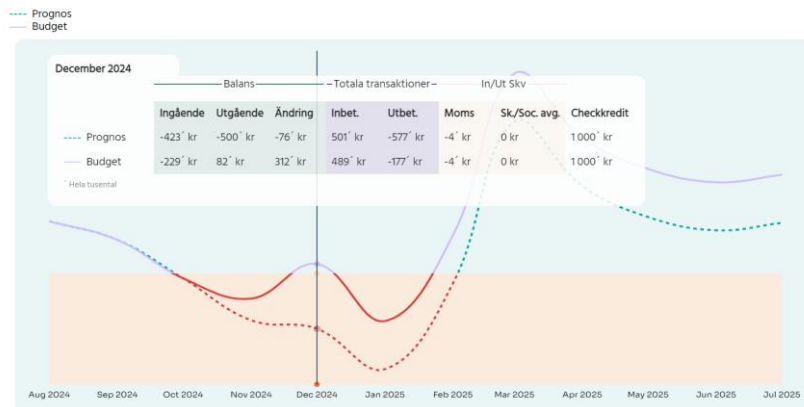 Prognos
Budget
December 2024
Balans Totala transaktioner In/Ut Skv
Ingående Utgående Ändring Inbet. Utbet. Moms Sk./Soc. avg. Checkkredit
Prognos -423´ kr -500´ kr -76´ kr 501´ kr -577´ kr -4´ kr 0 kr 1 000´ kr
Budget -229´ kr 82´ kr 312´ kr 489´ kr -177´ kr -4´ kr 0 kr 1 000´ kr
´ Hela tusental
Aug 2024 Sep 2024 Oct 2024 Nov 2024 Dec 2024 Jan 2025 Feb 2025 Mar 2025 Apr 2025 May 2025 Jun 2025 Jul 2025